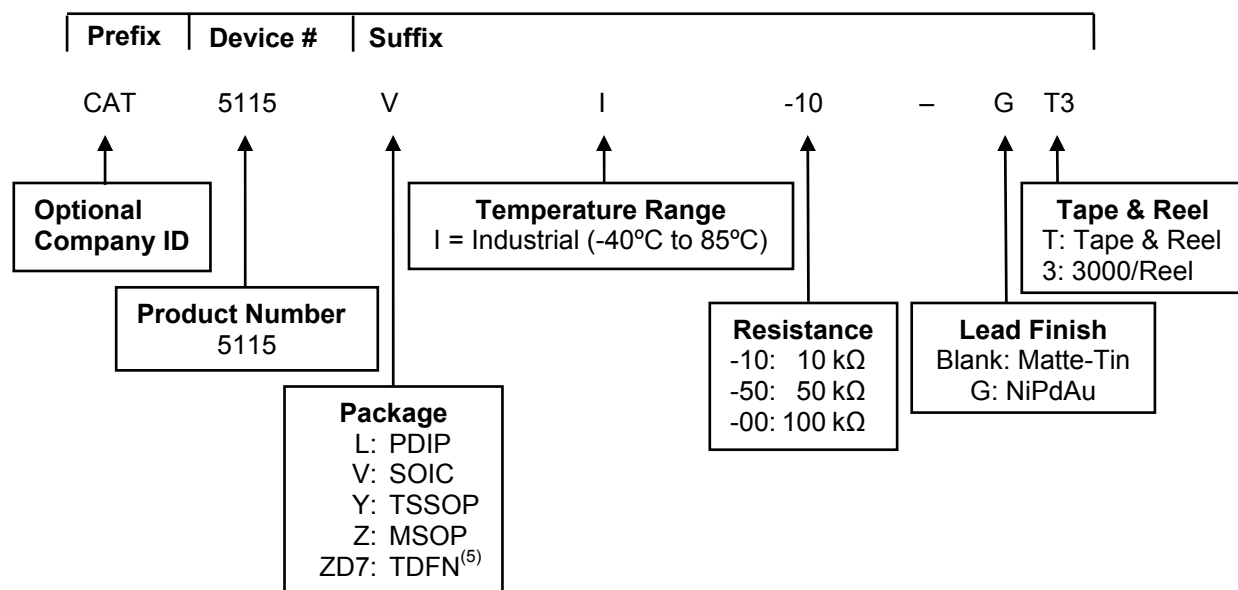 Prefix Device # Suffix
CAT 5115 V I -10 – G T3
Optional
Company ID
Product Number
5115
Package
L: PDIP
V: SOIC
Y: TSSOP
Z: MSOP
ZD7: TDFN(5)
Temperature Range
I = Industrial (-40ºC to 85ºC)
Resistance
-10: 10 kΩ
-50: 50 kΩ
-00: 100 kΩ
Lead Finish
Blank: Matte-Tin
G: NiPdAu
Tape & Reel
T: Tape & Reel
3: 3000/Reel